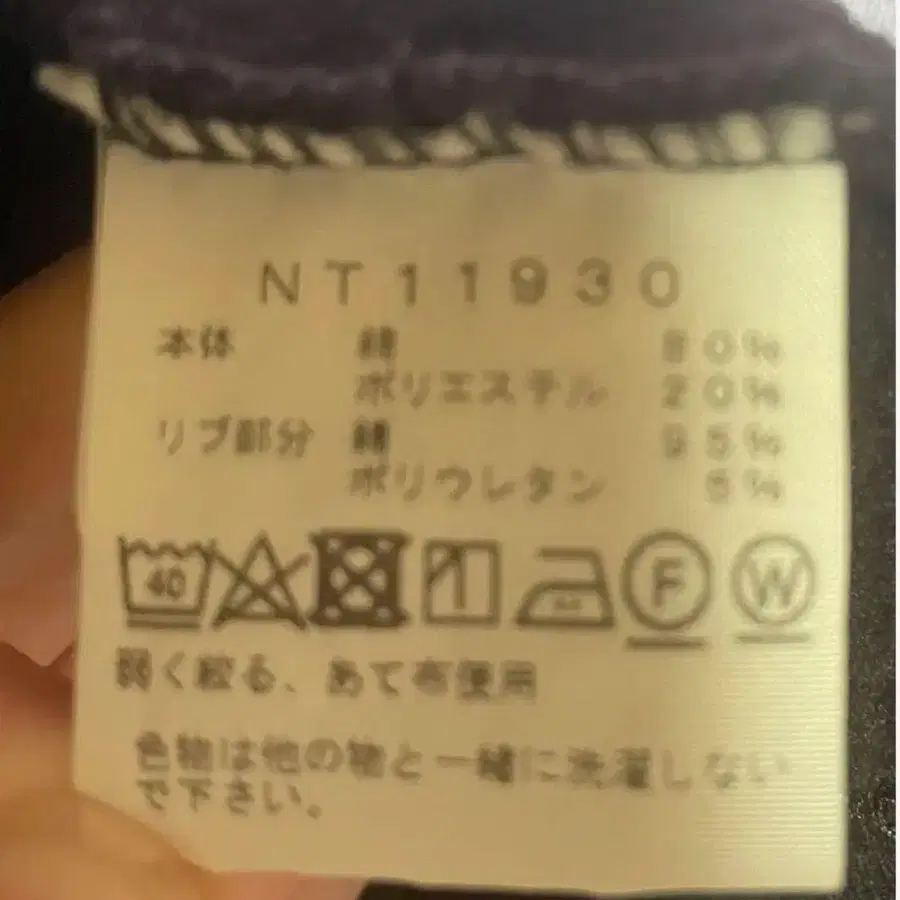 NT11930
本体 綿 80%
ポリエステル 20%
リブ部分 綿 95%
ポリウレタン 5%
40 F W
弱く絞る、あて布使用
色物は他の物と一緒に洗濯しない
で下さい。